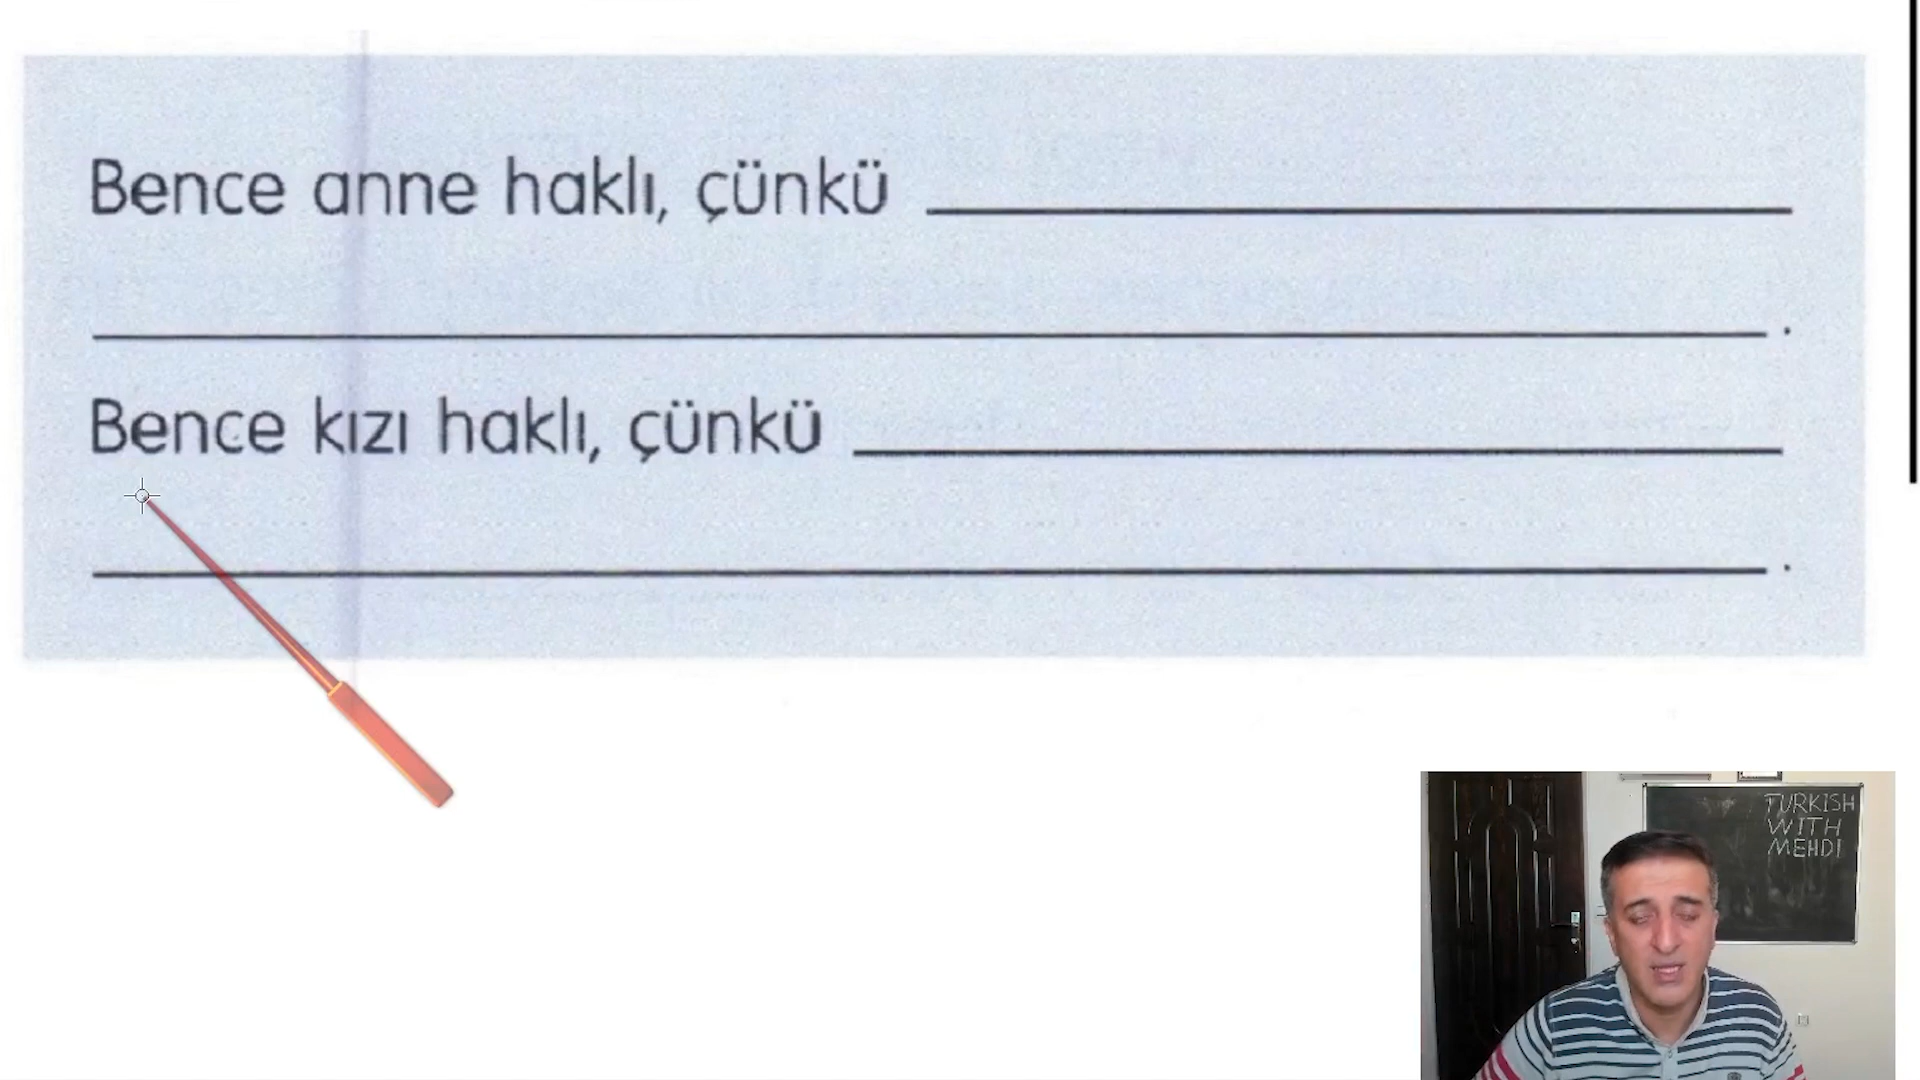 Bence anne haklı, çünkü
.
Bence kızı haklı, çünkü
.
TURKISH
WITH
MEHDI